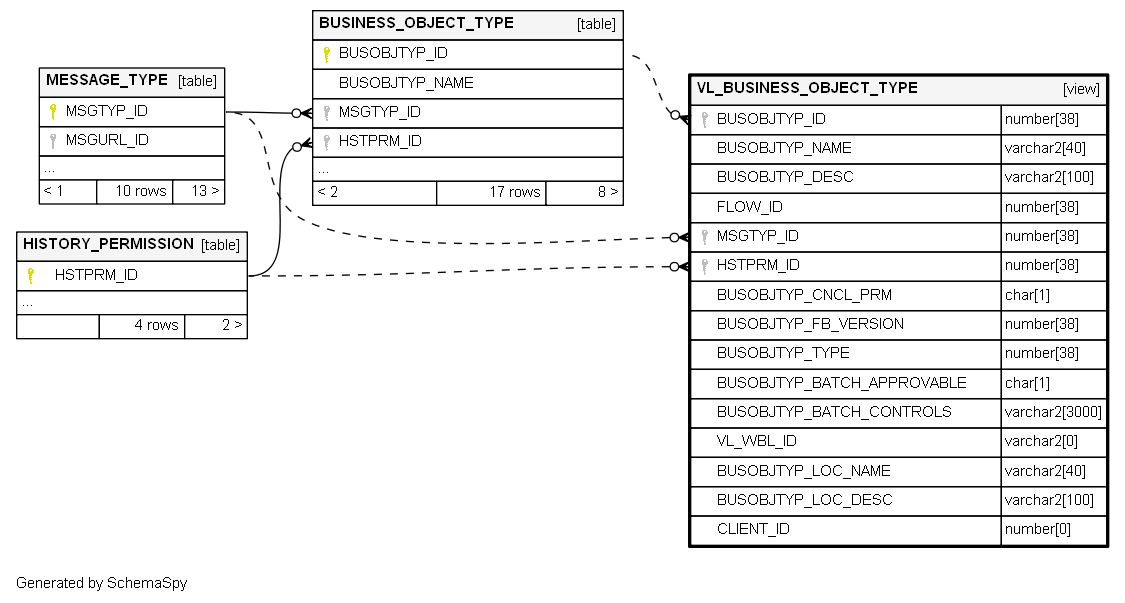 BUSINESS_OBJECT_TYPE [table]
BUSOBJTYP_ID
BUSOBJTYP_NAME
MSGTYP_ID
HSTPRM_ID
...
< 2 17 rows 8 >
MESSAGE_TYPE [table]
MSGTYP_ID
MSGURL_ID
...
< 1 10 rows 13 >
HISTORY_PERMISSION [table]
HSTPRM_ID
...
4 rows 2 >
VL_BUSINESS_OBJECT_TYPE [view]
BUSOBJTYP_ID number[38]
BUSOBJTYP_NAME varchar2[40]
BUSOBJTYP_DESC varchar2[100]
FLOW_ID number[38]
MSGTYP_ID number[38]
HSTPRM_ID number[38]
BUSOBJTYP_CNCL_PRM char[1]
BUSOBJTYP_FB_VERSION number[38]
BUSOBJTYP_TYPE number[38]
BUSOBJTYP_BATCH_APPROVABLE char[1]
BUSOBJTYP_BATCH_CONTROLS varchar2[3000]
VL_WBL_ID varchar2[0]
BUSOBJTYP_LOC_NAME varchar2[40]
BUSOBJTYP_LOC_DESC varchar2[100]
CLIENT_ID number[0]
Generated by SchemaSpy